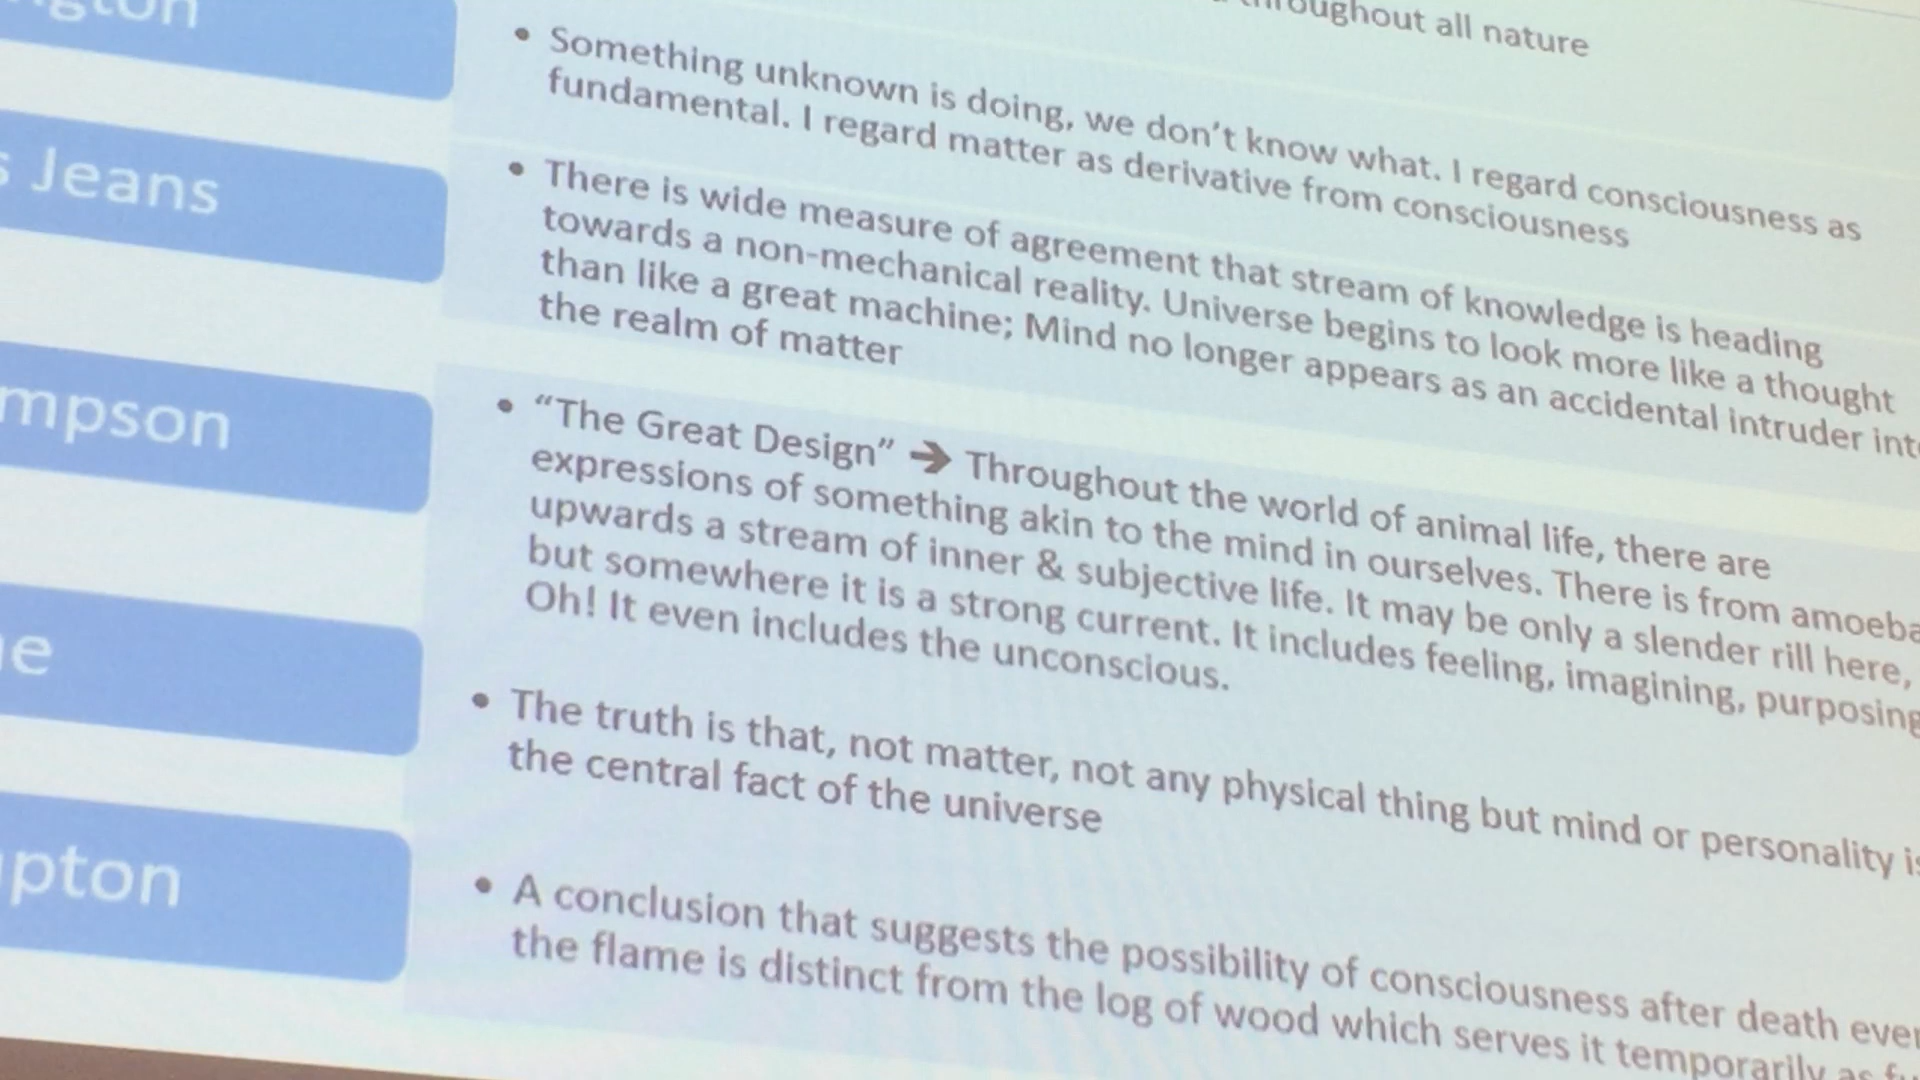 throughout all nature
• Something unknown is doing, we don't know what. I regard consciousness as
fundamental. I regard matter as derivative from consciousness
Jeans
• There is wide measure of agreement that stream of knowledge is heading
towards a non-mechanical reality. Universe begins to look more like a thought
than like a great machine; Mind no longer appears as an accidental intruder into
the realm of matter
mpson
• “The Great Design” ➔ Throughout the world of animal life, there are
expressions of something akin to the mind in ourselves. There is from amoeba
upwards a stream of inner & subjective life. It may be only a slender rill here,
but somewhere it is a strong current. It includes feeling, imagining, purposing
Oh! It even includes the unconscious.
e
• The truth is that, not matter, not any physical thing but mind or personality is
the central fact of the universe
pton
• A conclusion that suggests the possibility of consciousness after death
the flame is distinct from the log of wood which serves it temporarily as